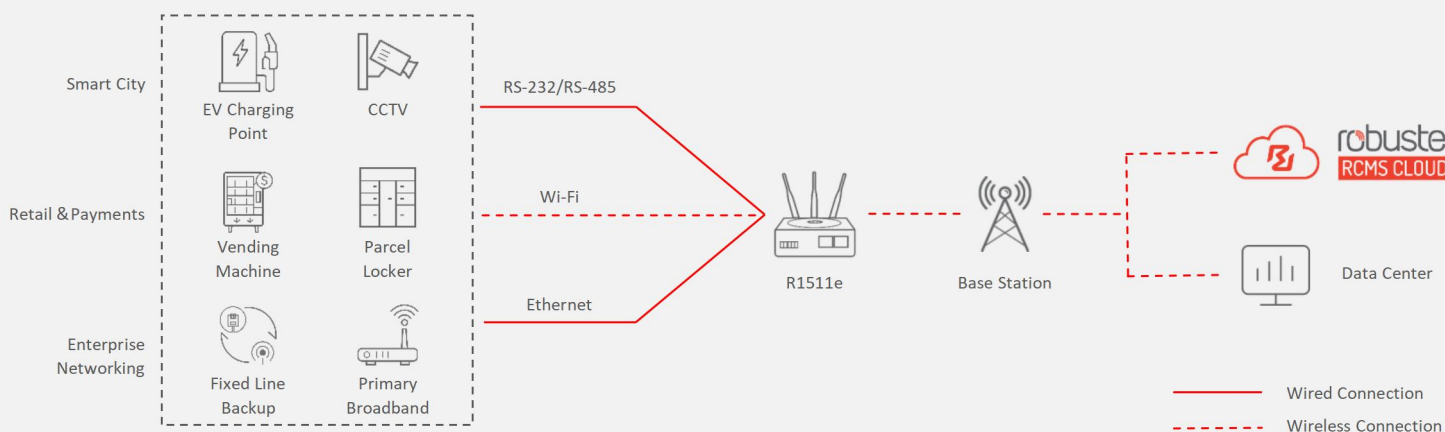 Smart City
EV Charging
Point
CCTV
Retail & Payments
Vending
Machine
Parcel
Locker
Enterprise
Networking
Fixed Line
Backup
Primary
Broadband
RS-232/RS-485
Wi-Fi
Ethernet
R1511e
Base Station
robuste
RCMS CLOUD
Data Center
Wired Connection
Wireless Connection